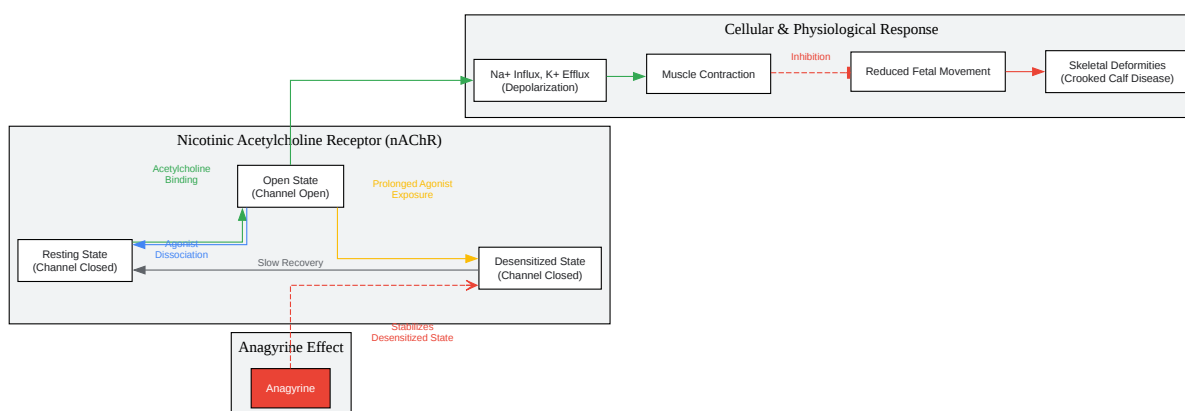 Cellular & Physiological Response
Na+ Influx, K+ Efflux
(Depolarization)
Muscle Contraction
Inhibition
Reduced Fetal Movement
Skeletal Deformities
(Crooked Calf Disease)
Nicotinic Acetylcholine Receptor (nAChR)
Acetylcholine
Binding
Open State
(Channel Open)
Prolonged Agonist
Exposure
Resting State
(Channel Closed)
Agonist
Dissociation
Slow Recovery
Desensitized State
(Channel Closed)
Stabilizes
Desensitized State
Anagyrine Effect
Anagyrine